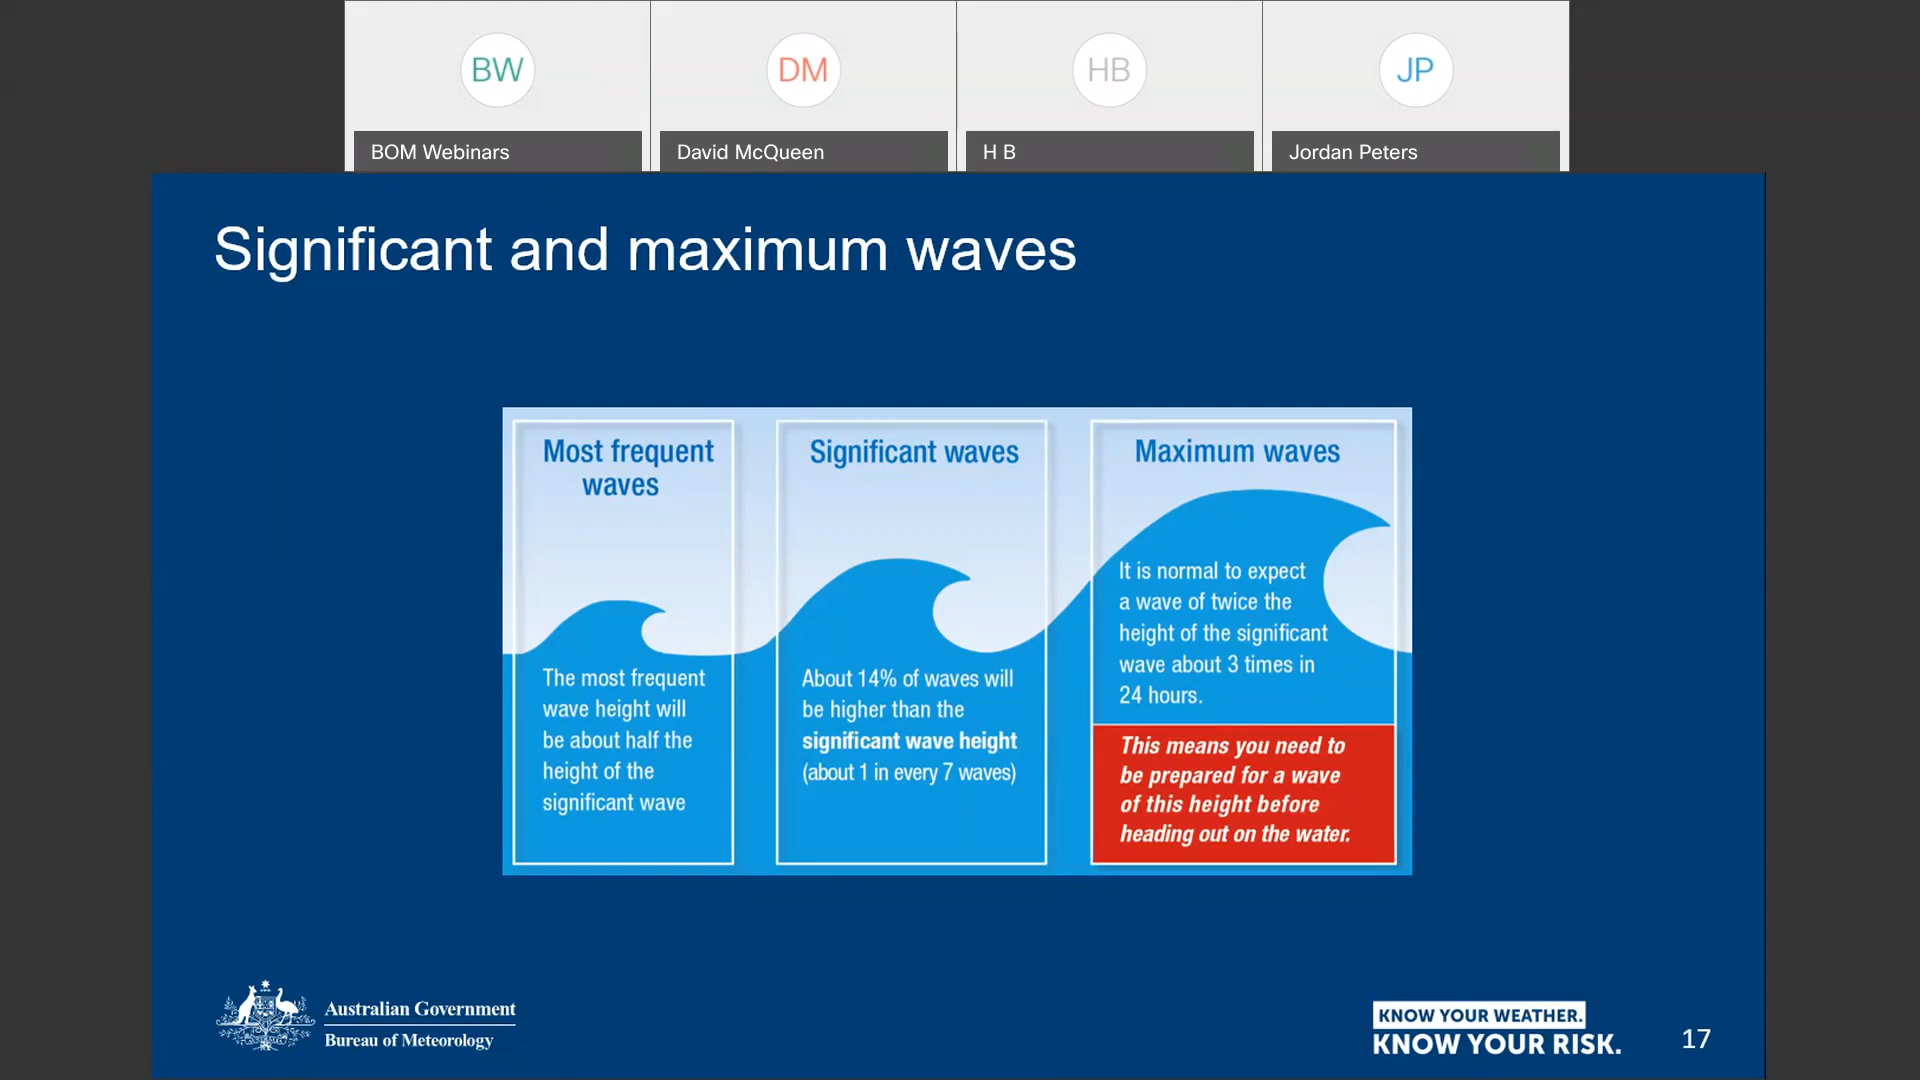 BW
DM
HB
JP
BOM Webinars
David McQueen
H B
Jordan Peters
Significant and maximum waves
Most frequent
waves
The most frequent
wave height will
be about half the
height of the
significant wave
Significant waves
About 14% of waves will
be higher than the
significant wave height
(about 1 in every 7 waves)
Maximum waves
It is normal to expect
a wave of twice the
height of the significant
wave about 3 times in
24 hours.
This means you need to
be prepared for a wave
of this height before
heading out on the water.
Australian Government
Bureau of Meteorology
KNOW YOUR WEATHER.
KNOW YOUR RISK.
17